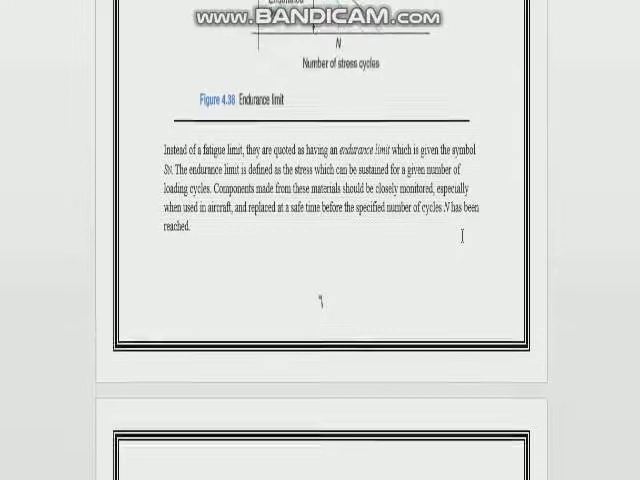 www.BANDICAM.com
Endurance
N
Number of stress cycles
Figure 4.38 Endurance limit
Instead of a fatigue limit, they are quoted as having an endurance limit which is given the symbol
SN. The endurance limit is defined as the stress which can be sustained for a given number of
loading cycles. Components made from these materials should be closely monitored, especially
when used in aircraft, and replaced at a safe time before the specified number of cycles N has been
reached.